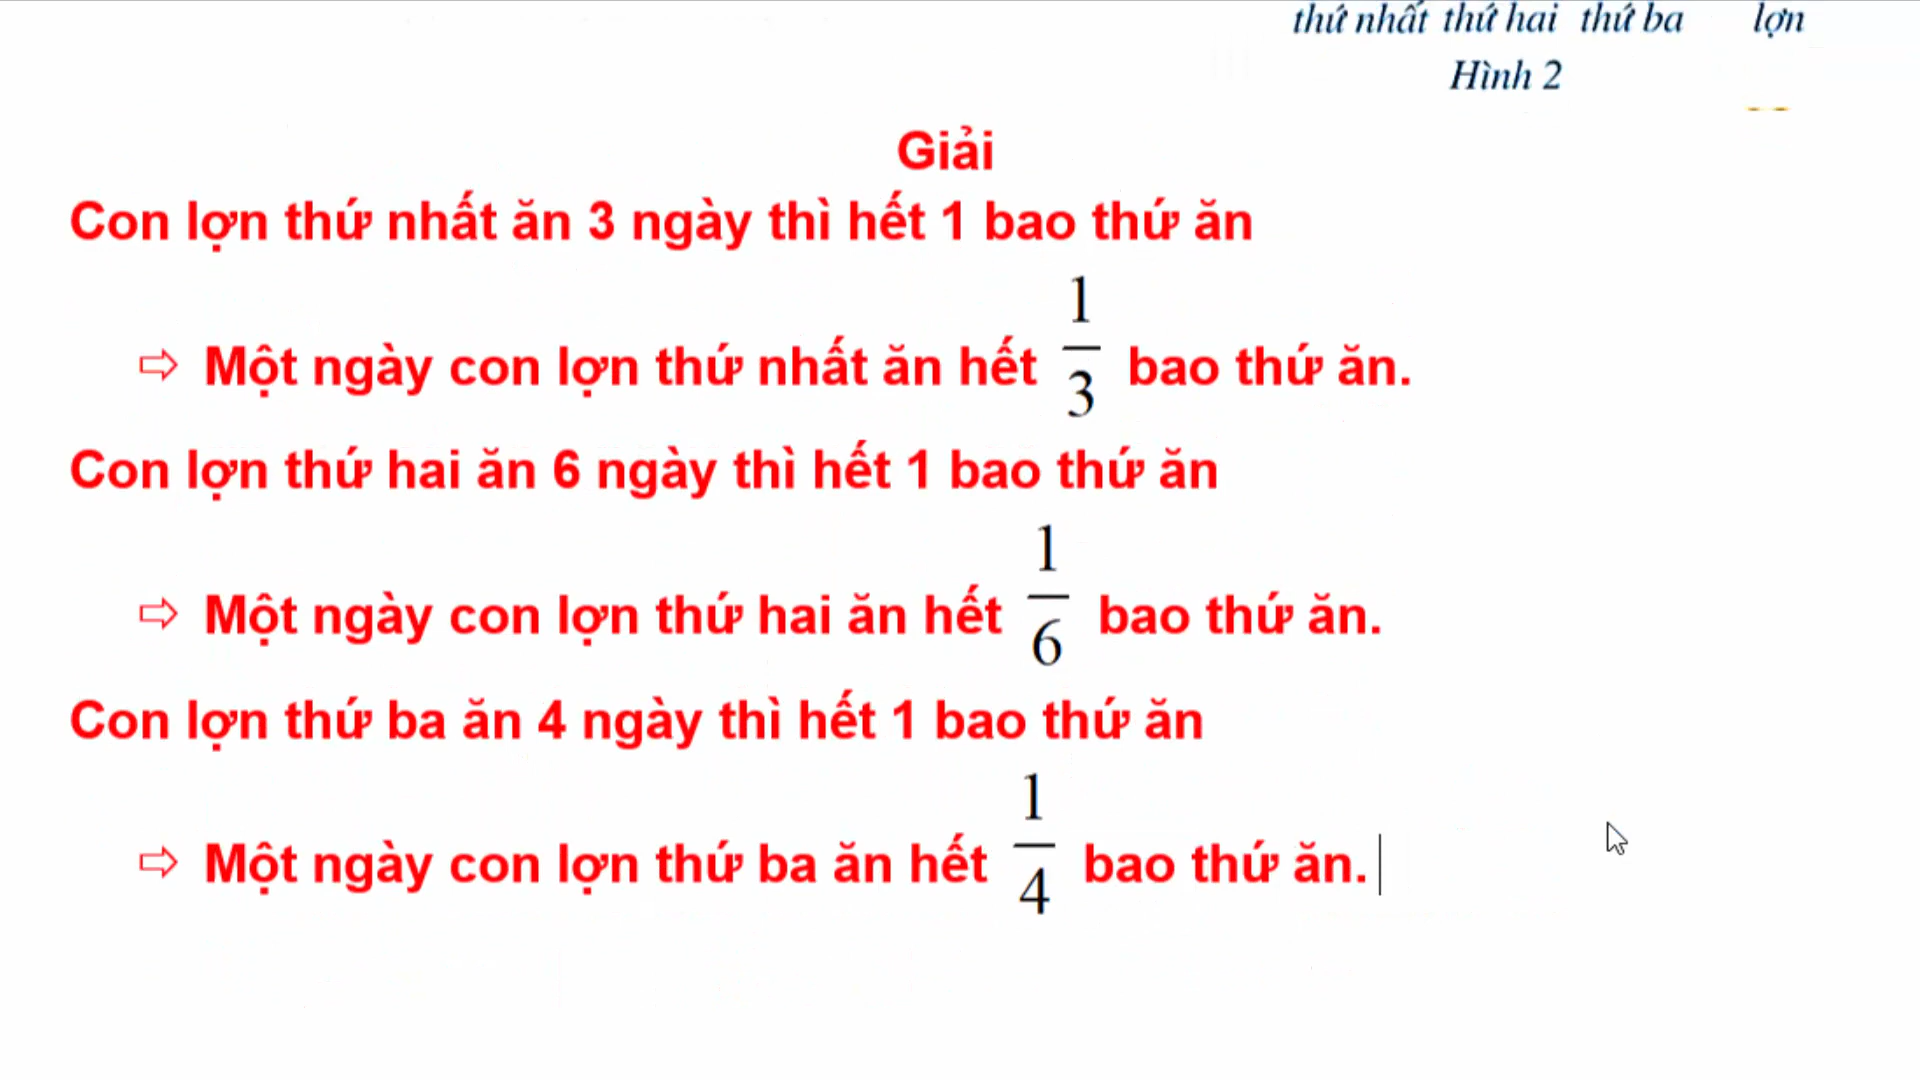 thứ nhất thứ hai thứ ba lợn
Hình 2
Giải
Con lợn thứ nhất ăn 3 ngày thì hết 1 bao thứ ăn
⇨ Một ngày con lợn thứ nhất ăn hết 1/3 bao thứ ăn.
Con lợn thứ hai ăn 6 ngày thì hết 1 bao thứ ăn
⇨ Một ngày con lợn thứ hai ăn hết 1/6 bao thứ ăn.
Con lợn thứ ba ăn 4 ngày thì hết 1 bao thứ ăn
⇨ Một ngày con lợn thứ ba ăn hết 1/4 bao thứ ăn.